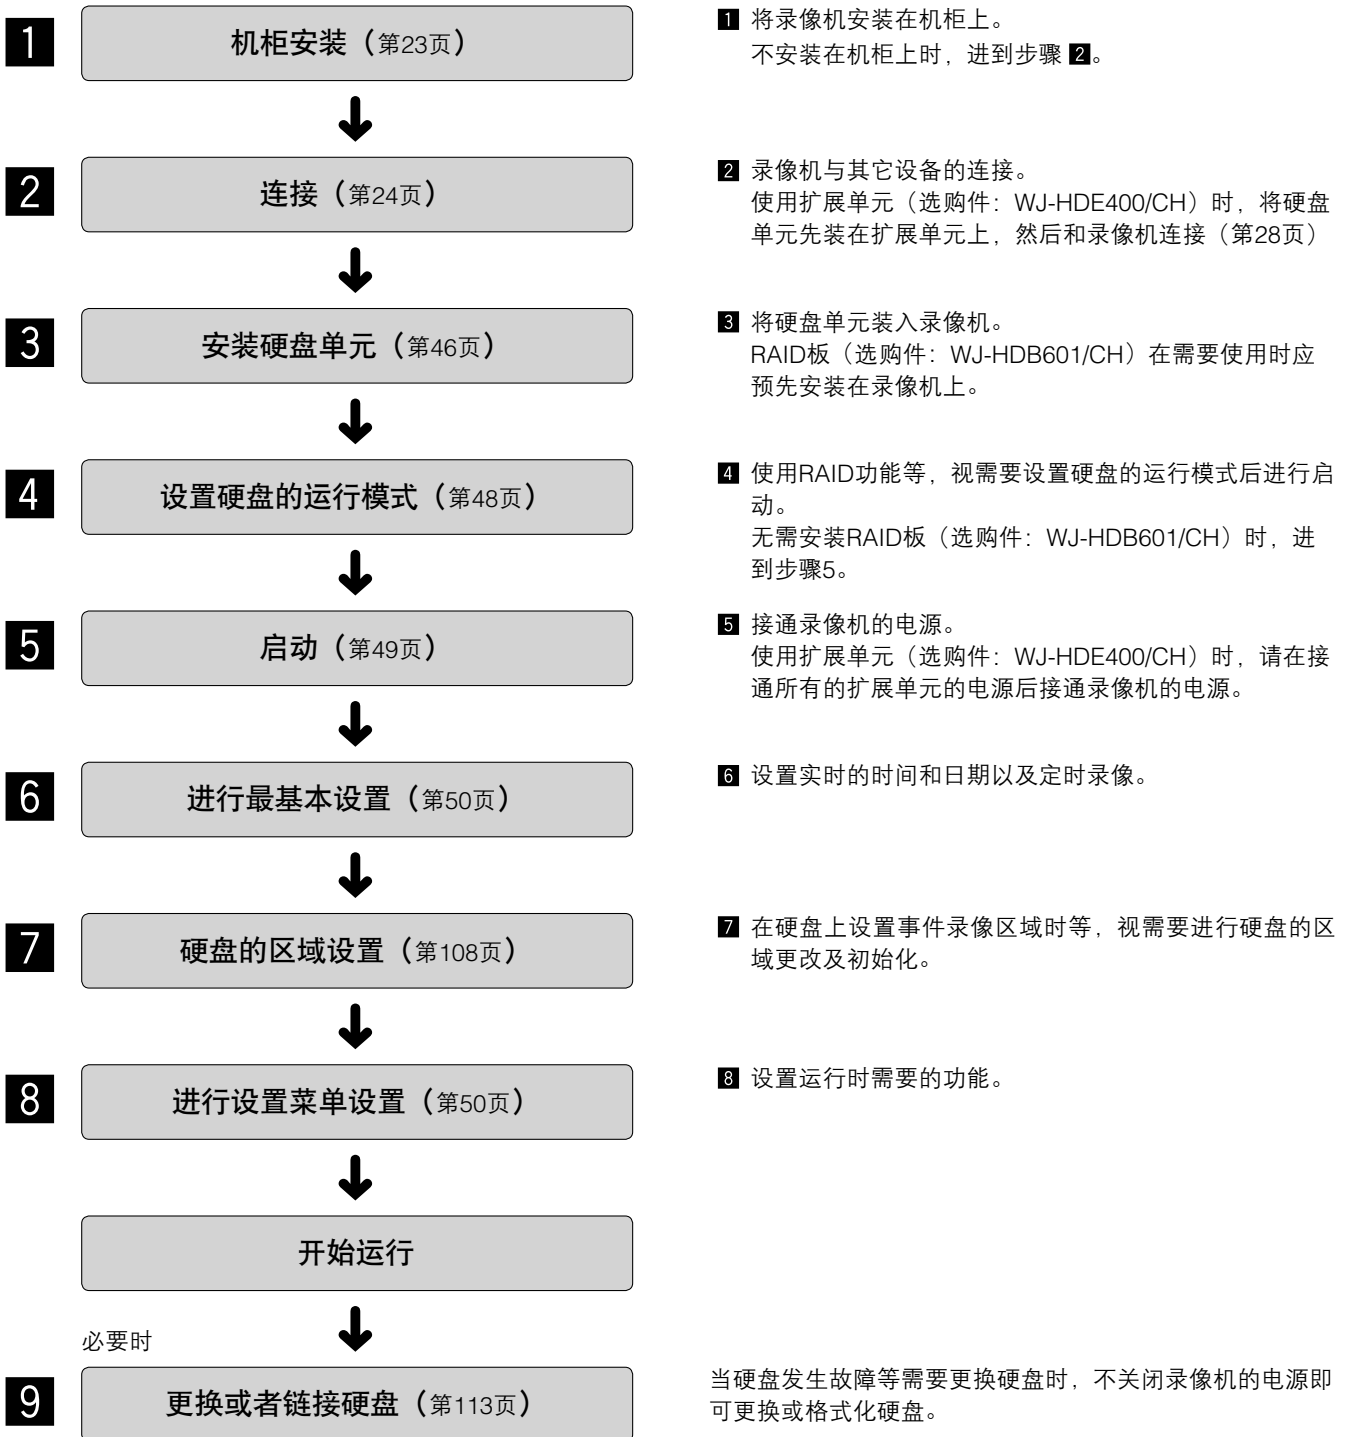 1
机柜安装（第23页）
1 将录像机安装在机柜上。
不安装在机柜上时，进到步骤 2。
2
连接（第24页）
2 录像机与其它设备的连接。
使用扩展单元（选购件：WJ-HDE400/CH）时，将硬盘
单元先装在扩展单元上，然后和录像机连接（第28页）
3
安装硬盘单元（第46页）
3 将硬盘单元装入录像机。
RAID板（选购件：WJ-HDB601/CH）在需要使用时应
预先安装在录像机上。
4
设置硬盘的运行模式（第48页）
4 使用RAID功能等，视需要设置硬盘的运行模式后进行启
动。
无需安装RAID板（选购件：WJ-HDB601/CH）时，进
到步骤5。
5
启动（第49页）
5 接通录像机的电源。
使用扩展单元（选购件：WJ-HDE400/CH）时，请在接
通所有的扩展单元的电源后接通录像机的电源。
6
进行最基本设置（第50页）
6 设置实时的时间和日期以及定时录像。
7
硬盘的区域设置（第108页）
7 在硬盘上设置事件录像区域时等，视需要进行硬盘的区
域更改及初始化。
8
进行设置菜单设置（第50页）
8 设置运行时需要的功能。
开始运行
必要时
9
更换或者链接硬盘（第113页）
当硬盘发生故障等需要更换硬盘时，不关闭录像机的电源即
可更换或格式化硬盘。